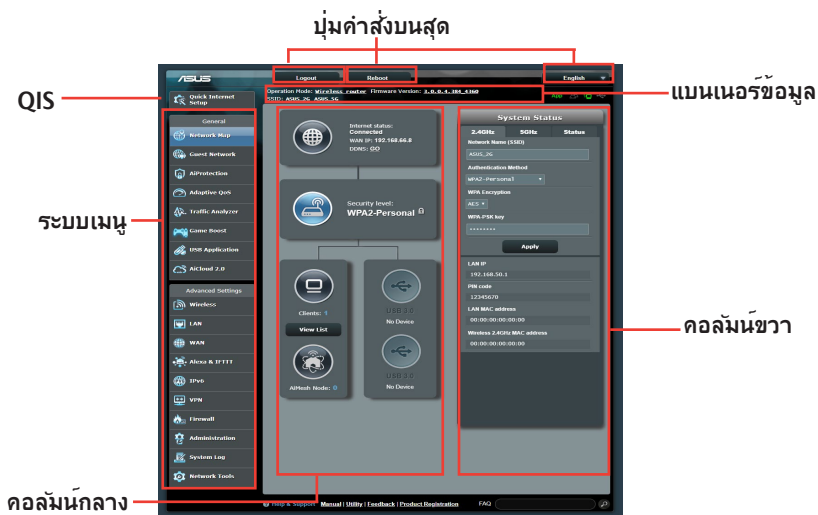 ปุ่มคำสั่งบนสุด
QIS
แบนเนอร์ข้อมูล
ระบบเมนู
คอลัมน์ขวา
คอลัมน์กลาง
ASUS
Logout
Reboot
English
Operation Mode: Wireless router Firmware Version: 3.0.0.4.384_4360
SSID: ASUS_2G ASUS_5G
App
Quick Internet
Setup
General
Network Map
Guest Network
AiProtection
Adaptive QoS
Traffic Analyzer
Game Boost
USB Application
AiCloud 2.0
Advanced Settings
Wireless
LAN
WAN
Alexa & IFTTT
IPv6
VPN
Firewall
Administration
System Log
Network Tools
Internet status:
Connected
WAN IP: 192.168.66.8
DDNS: GO
Security level:
WPA2-Personal
Clients: 1
View List
AiMesh Node: 0
USB 3.0
No Device
No Device
System Status
2.4GHz 5GHz Status
Network Name (SSID)
ASUS_2G
Authentication Method
WPA2-Personal
WPA Encryption
AES
WPA-PSK key
••••••••
Apply
LAN IP
192.168.50.1
PIN code
12345670
LAN MAC address
00:00:00:00:00:00
Wireless 2.4GHz MAC address
00:00:00:00:00:00
Help & Support Manual | Utility | Feedback | Product Registration FAQ